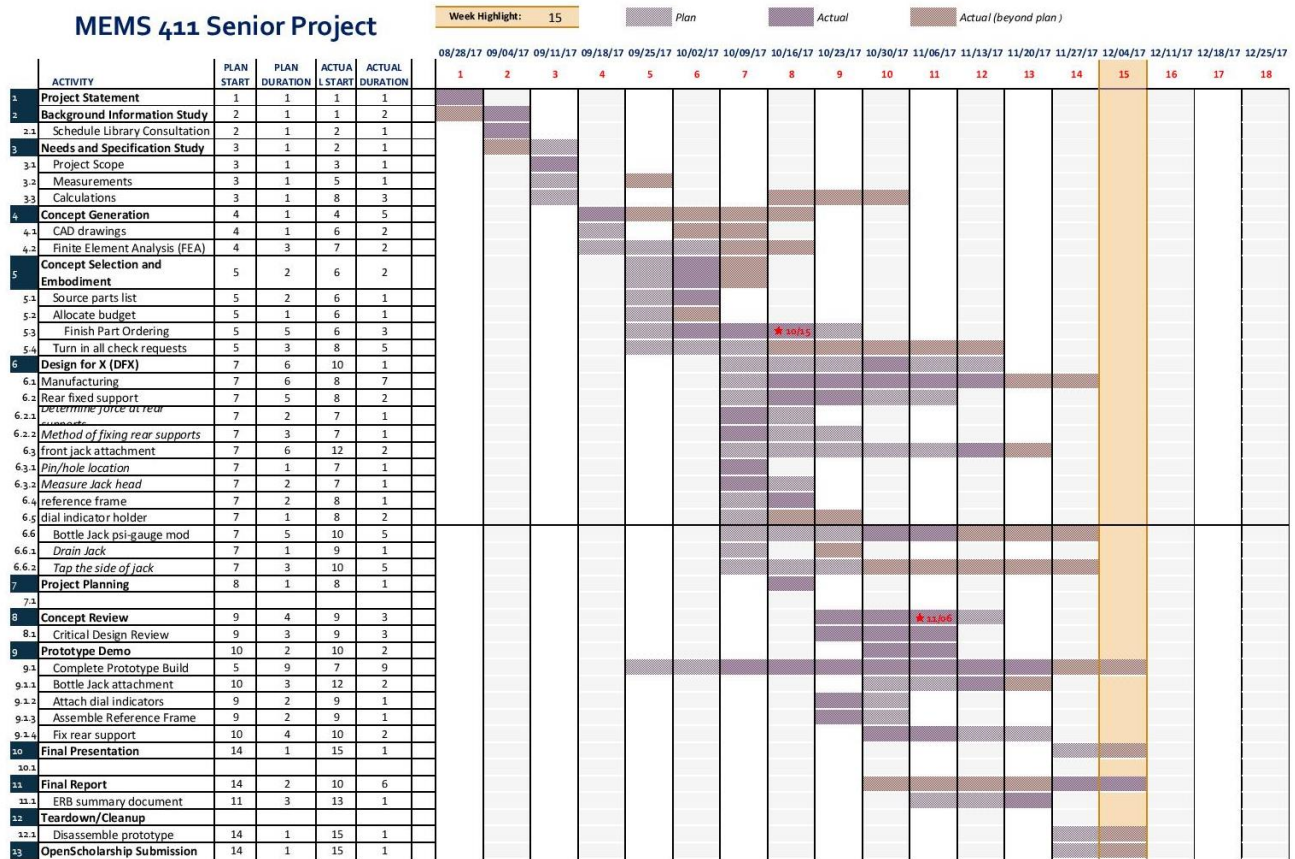 MEMS 411 Senior Project
Week Highlight: 15
Plan
Actual
Actual (beyond plan )
08/28/17 09/04/17 09/11/17 09/18/17 09/25/17 10/02/17 10/09/17 10/16/17 10/23/17 10/30/17 11/06/17 11/13/17 11/20/17 11/27/17 12/04/17 12/11/17 12/18/17 12/25/17
ACTIVITY PLAN START PLAN DURATION ACTUAL START ACTUAL DURATION
1 2 3 4 5 6 7 8 9 10 11 12 13 14 15 16 17 18
1 Project Statement 1 1 1 1
2 Background Information Study 2 1 1 2
2.1 Schedule Library Consultation 2 1 2 1
3 Needs and Specification Study 3 1 2 1
3.1 Project Scope 3 1 3 1
3.2 Measurements 3 1 5 1
3.3 Calculations 3 1 8 3
4 Concept Generation 4 1 4 5
4.1 CAD drawings 4 1 6 2
4.2 Finite Element Analysis (FEA) 4 3 7 2
5 Concept Selection and Embodiment 5 2 6 2
5.1 Source parts list 5 2 6 1
5.2 Allocate budget 5 1 6 1
5.3 Finish Part Ordering 5 5 6 3 ★ 10/15
5.4 Turn in all check requests 5 3 8 5
6 Design for X (DFX) 7 6 10 1
6.1 Manufacturing 7 6 8 7
6.2 Rear fixed support 7 5 8 2
6.2.1 Determine force at rear supports 7 2 7 1
6.2.2 Method of fixing rear supports 7 3 7 1
6.3 front jack attachment 7 6 12 2
6.3.1 Pin/hole location 7 1 7 1
6.3.2 Measure Jack head 7 2 7 1
6.4 reference frame 7 2 8 1
6.5 dial indicator holder 7 1 8 2
6.6 Bottle Jack psi-gauge mod 7 5 10 5
6.6.1 Drain Jack 7 1 9 1
6.6.2 Tap the side of jack 7 3 10 5
7 Project Planning 8 1 8 1
7.1
8 Concept Review 9 4 9 3 ★ 11/06
8.1 Critical Design Review 9 3 9 3
9 Prototype Demo 10 2 10 2
9.1 Complete Prototype Build 5 9 7 9
9.1.1 Bottle Jack attachment 10 3 12 2
9.1.2 Attach dial indicators 9 2 9 1
9.1.3 Assemble Reference Frame 9 2 9 1
9.1.4 Fix rear support 10 4 10 2
10 Final Presentation 14 1 15 1
10.1
11 Final Report 14 2 10 6
11.1 ERB summary document 11 3 13 1
12 Teardown/Cleanup
12.1 Disassemble prototype 14 1 15 1
13 OpenScholarship Submission 14 1 15 1